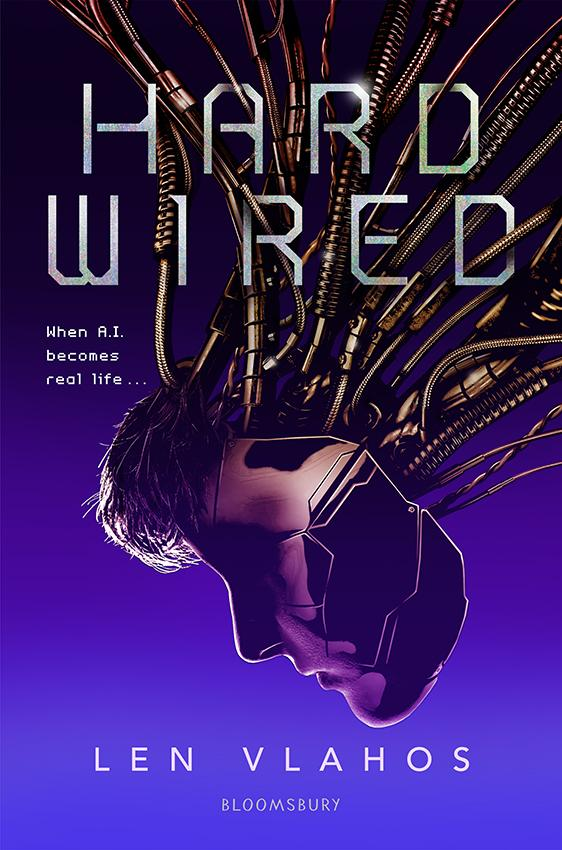 HARD
WIRED
When A.I.
becomes
real life...
LEN VLAHOS
BLOOMSBURY